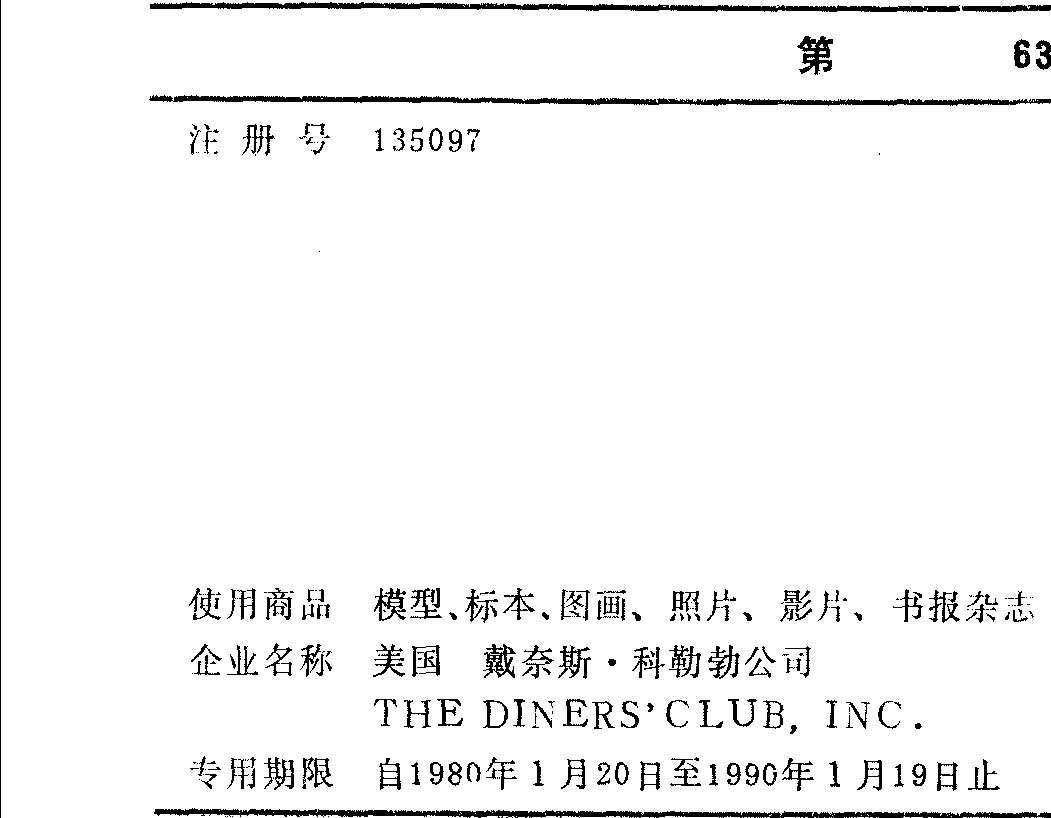 第 63
注册号 135097
使用商品 模型、标本、图画、照片、影片、书报杂志
企业名称 美国 戴奈斯·科勒勃公司
THE DINERS' CLUB, INC.
专用期限 自1980年1月20日至1990年1月19日止